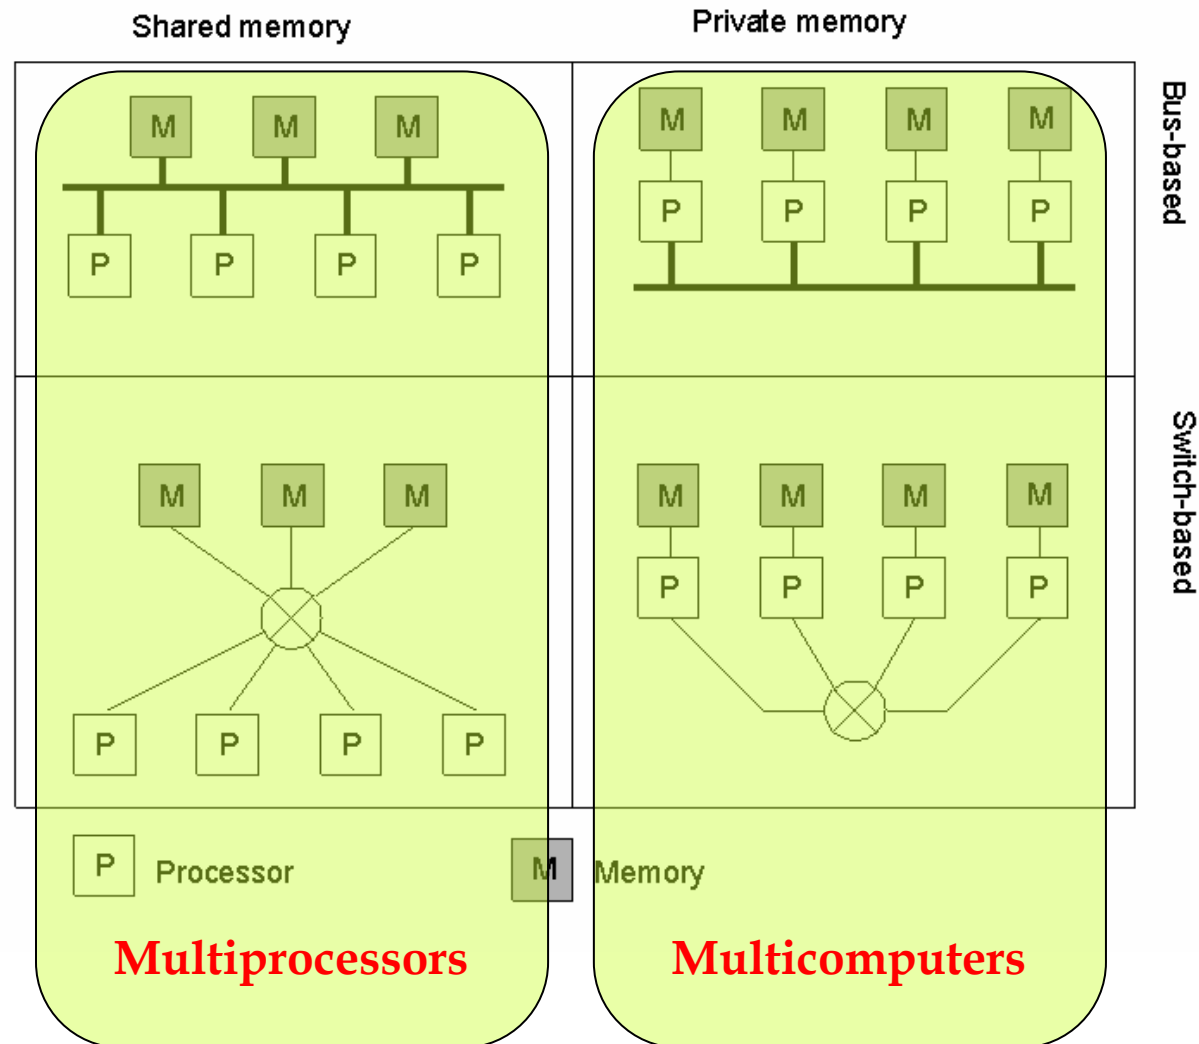 Shared memory
Private memory
M M M
P P P P
M M M M
P P P P
Bus-based
M M M
P P P P
M M M M
P P P P
Switch-based
P Processor
M Memory
Multiprocessors
Multicomputers